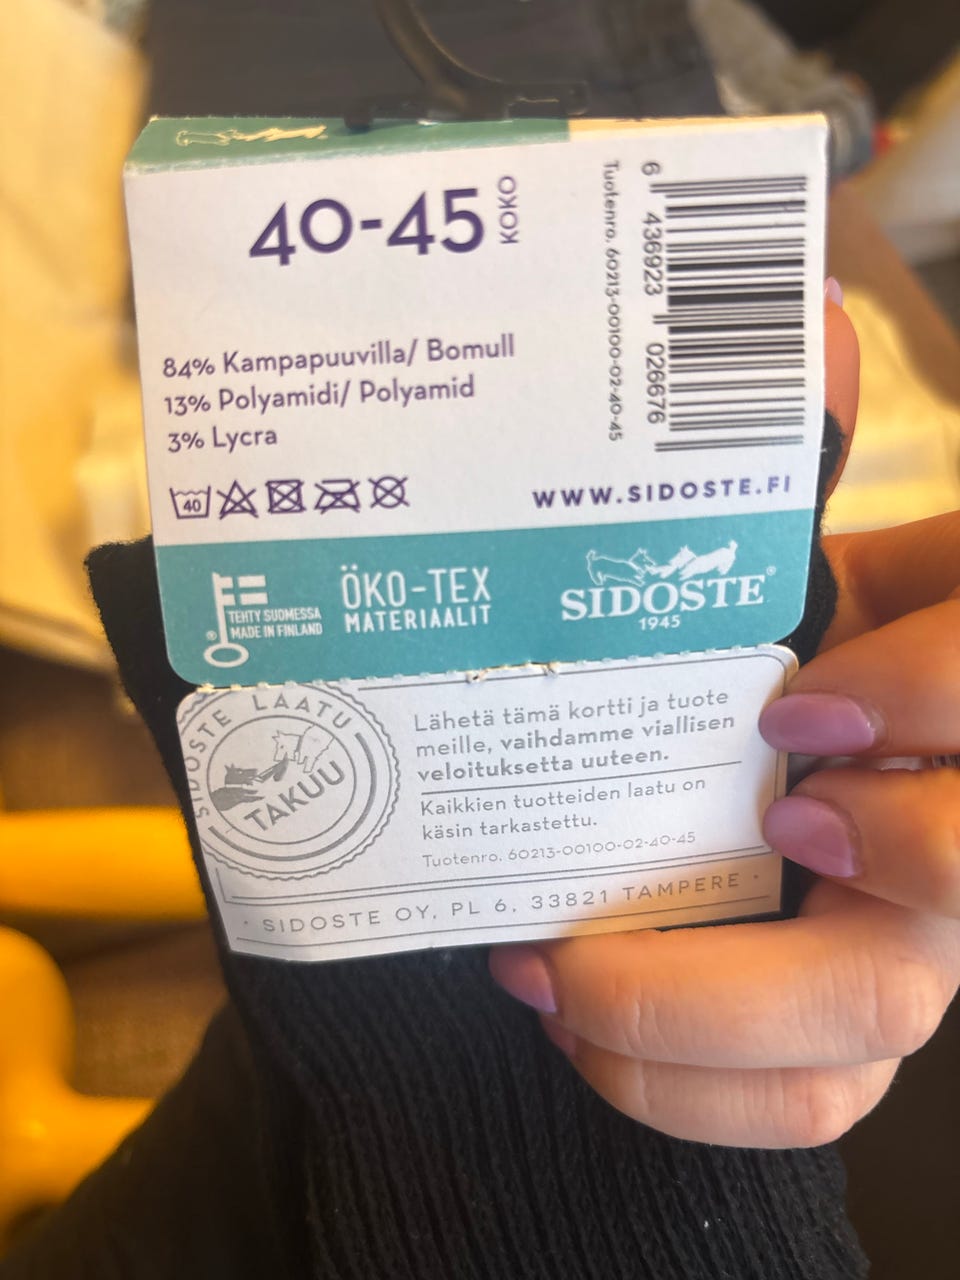 40-45 KOKO
84% Kampapuuvilla/ Bomull
13% Polyamidi/ Polyamid
3% Lycra
40
Tuotenro. 60213-00100-02-40-45
6 436923 026676
WWW.SIDOSTE.FI
TEHTY SUOMESSA
MADE IN FINLAND
®
ÖKO-TEX
MATERIAALIT
SIDOSTE®
1945
SIDOSTE LAATU
TAKUU
Lähetä tämä kortti ja tuote
meille, vaihdamme viallisen
veloituksetta uuteen.
Kaikkien tuotteiden laatu on
käsin tarkastettu.
Tuotenro. 60213-00100-02-40-45
· SIDOSTE OY, PL 6, 33821 TAMPERE ·